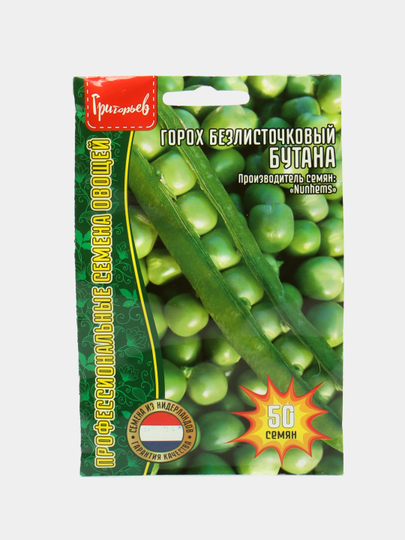 Григорьев
ГОРОХ БЕЗЛИСТОЧКОВЫЙ
БУТАНА
Производитель семян:
«Nunhems»
ПРОФЕССИОНАЛЬНЫЕ СЕМЕНА ОВОЩЕЙ
СЕМЕНА ИЗ НИДЕРЛАНДОВ
ГАРАНТИЯ КАЧЕСТВА
50
СЕМЯН